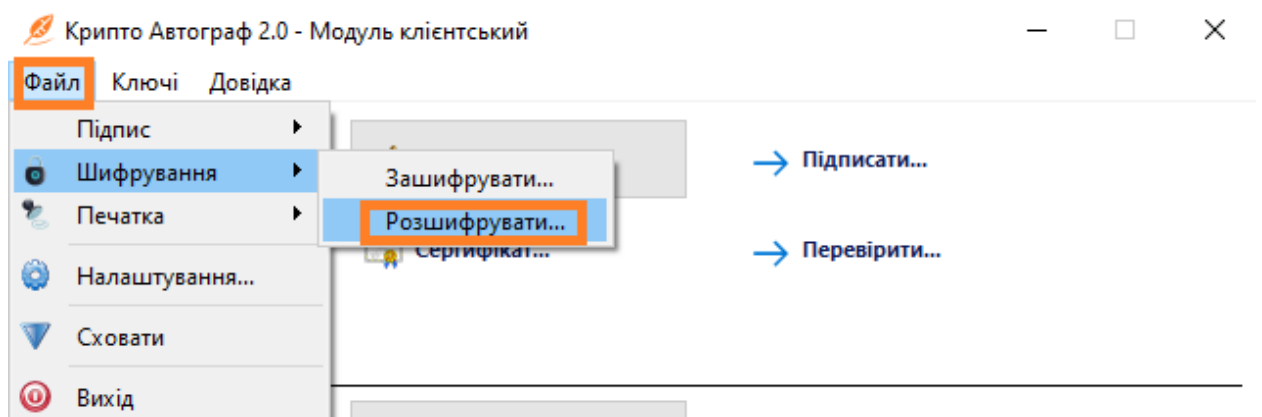 Крипто Автограф 2.0 - Модуль клієнтський
Файл Ключі Довідка
Підпис
Шифрування
Печатка
Налаштування...
Сховати
Вихід
Зашифрувати...
Розшифрувати...
Сертифікат...
Підписати...
Перевірити...